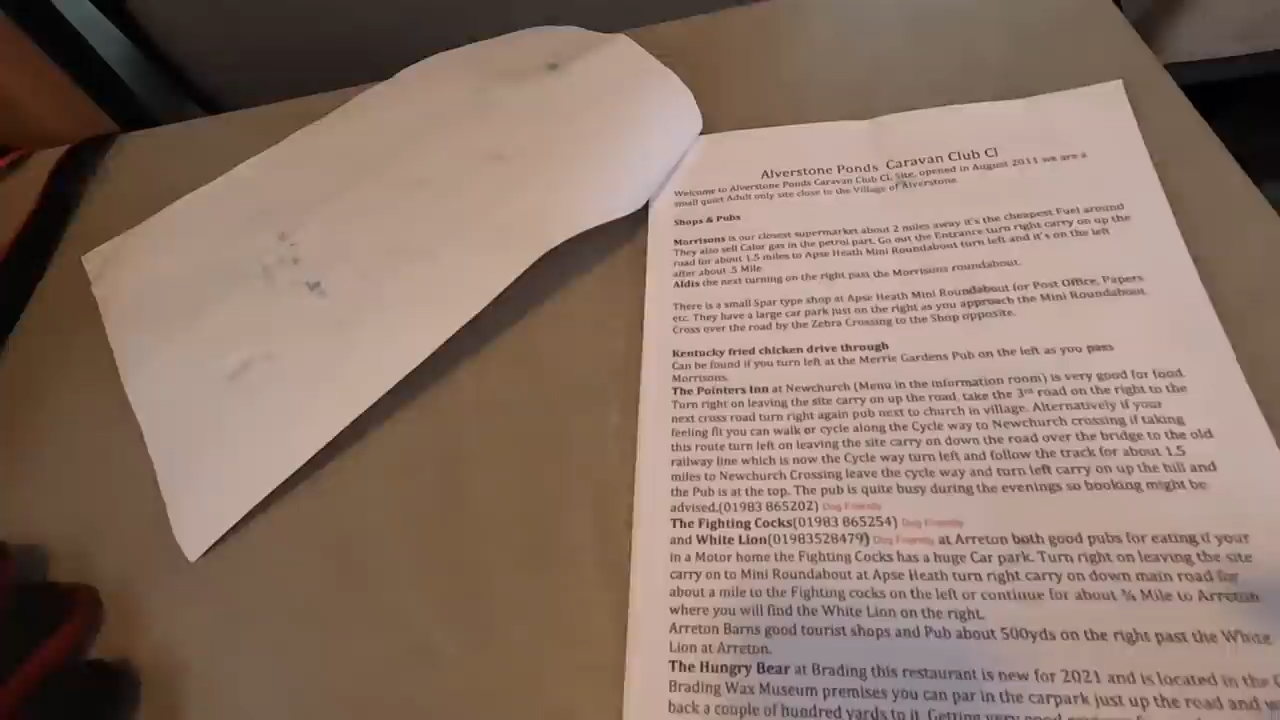 Alverstone Ponds Caravan Club Cl
Welcome to Alverstone Ponds Caravan Club CL Site, opened in August 2011 we are a
small quiet Adult only site close to the Village of Alverstone.
Shops & Pubs
Morrisons is our closest supermarket about 2 miles away it's the cheapest Fuel around
They also sell Calor gas in the petrol part. Go out the Entrance turn right carry on up the
road for about 1.5 miles to Apse Heath Mini Roundabout turn left and it's on the left
after about .5 Mile
Aldis the next turning on the right past the Morrisons roundabout.
There is a small Spar type shop at Apse Heath Mini Roundabout for Post Office, Papers
etc. They have a large car park just on the right as you approach the Mini Roundabout
Cross over the road by the Zebra Crossing to the Shop opposite.
Kentucky fried chicken drive through
Can be found if you turn left at the Merrie Gardens Pub on the left as you pass
Morrisons.
The Pointers Inn at Newchurch (Menu in the information room) is very good for food.
Turn right on leaving the site carry on up the road, take the 3rd road on the right to the
next cross road turn right again pub next to church in village. Alternatively if your
feeling fit you can walk or cycle along the Cycle way to Newchurch crossing if taking
this route turn left on leaving the site carry on down the road over the bridge to the old
railway line which is now the Cycle way turn left and follow the track for about 1.5
miles to Newchurch Crossing leave the cycle way and turn left carry on up the hill and
the Pub is at the top. The pub is quite busy during the evenings so booking might be
advised.(01983 865202) Dog Friendly
The Fighting Cocks(01983 865254) Dog Friendly
and White Lion(01983528479) Dog Friendly at Arreton both good pubs for eating if your
in a Motor home the Fighting Cocks has a huge Car park. Turn right on leaving the site
carry on to Mini Roundabout at Apse Heath turn right carry on down main road for
about a mile to the Fighting cocks on the left or continue for about ¾ Mile to Arreton
where you will find the White Lion on the right.
Arreton Barns good tourist shops and Pub about 500yds on the right past the White
Lion at Arreton.
The Hungry Bear at Brading this restaurant is new for 2021 and is located in the
Brading Wax Museum premises you can par in the carpark just up the road and
back a couple of hundred yards to it. Getting very good